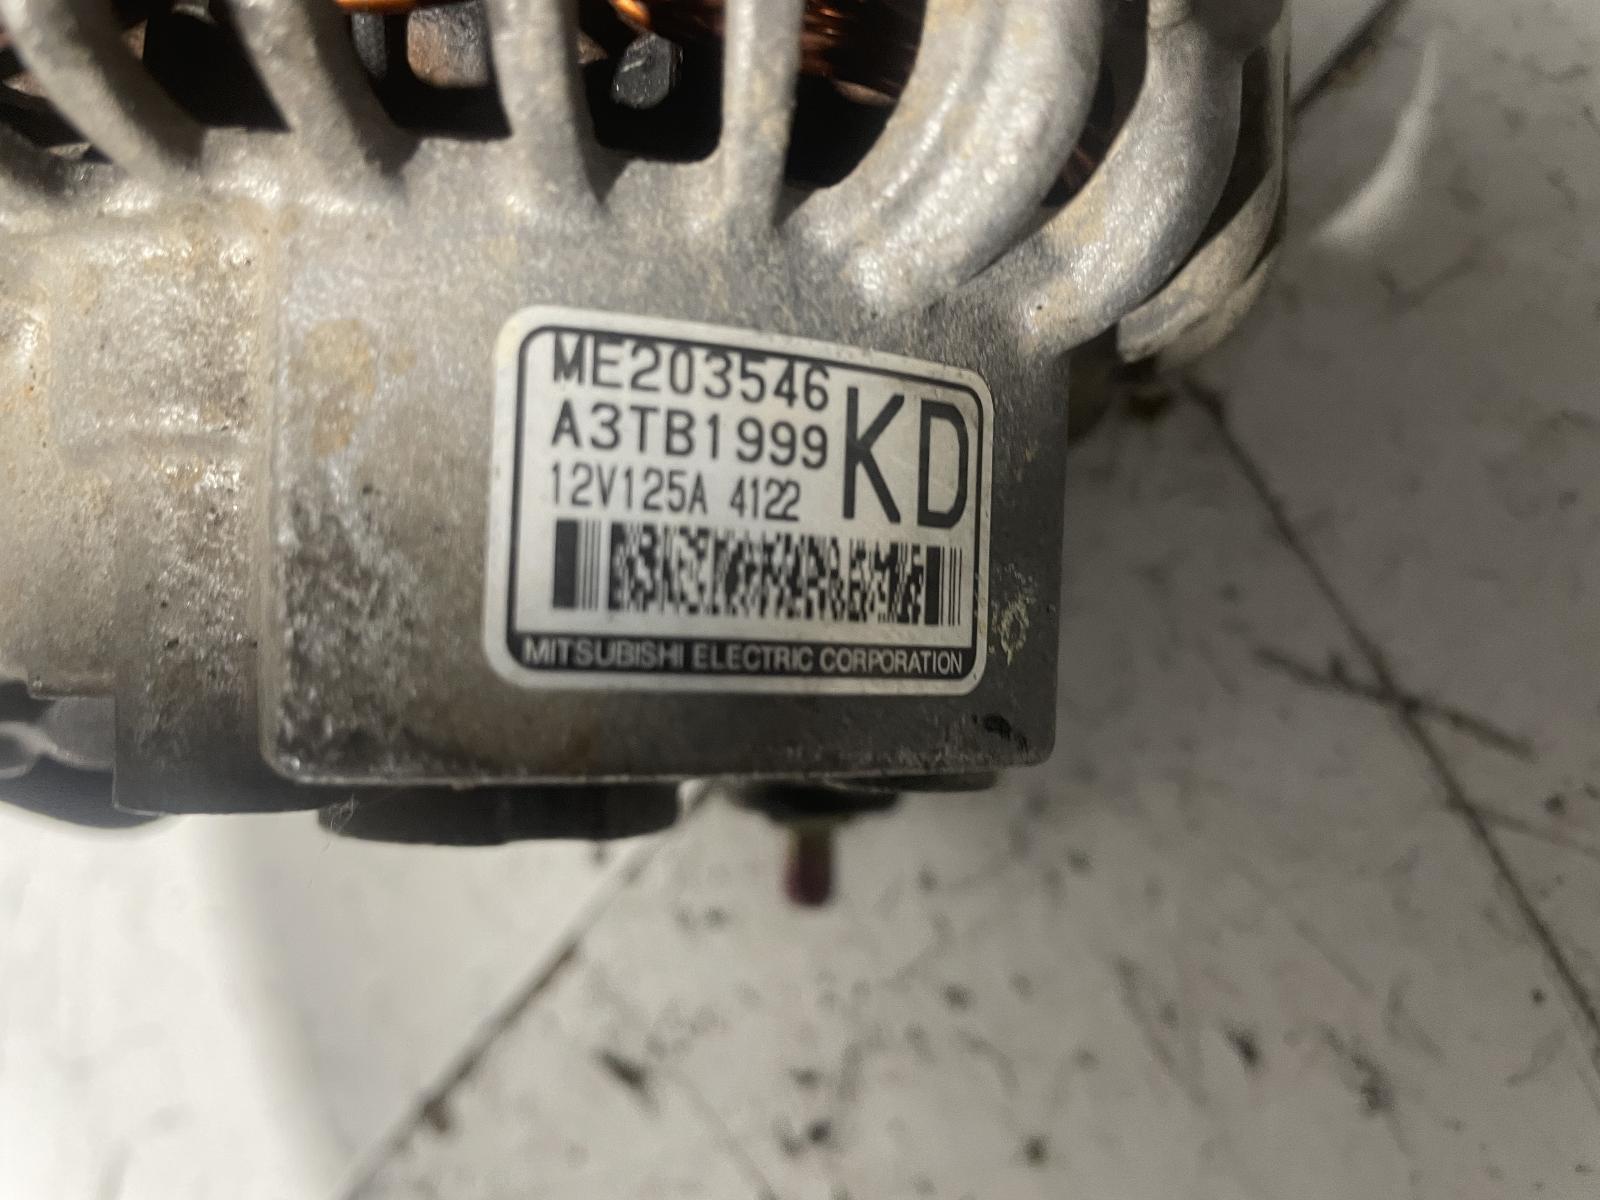 ME203546
A3TB1999
KD
12V125A 4122
MITSUBISHI ELECTRIC CORPORATION